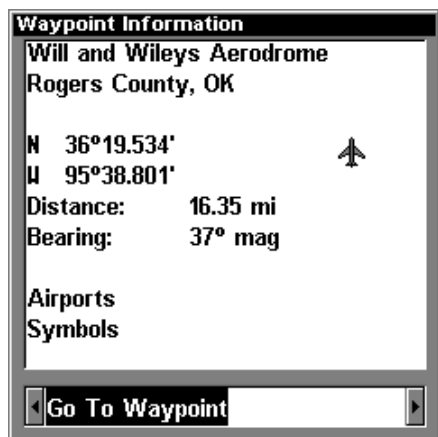 Waypoint Information
Will and Wileys Aerodrome
Rogers County, OK
N 36°19.534'
W 95°38.801'
Distance: 16.35 mi
Bearing: 37° mag
Airports
Symbols
Go To Waypoint